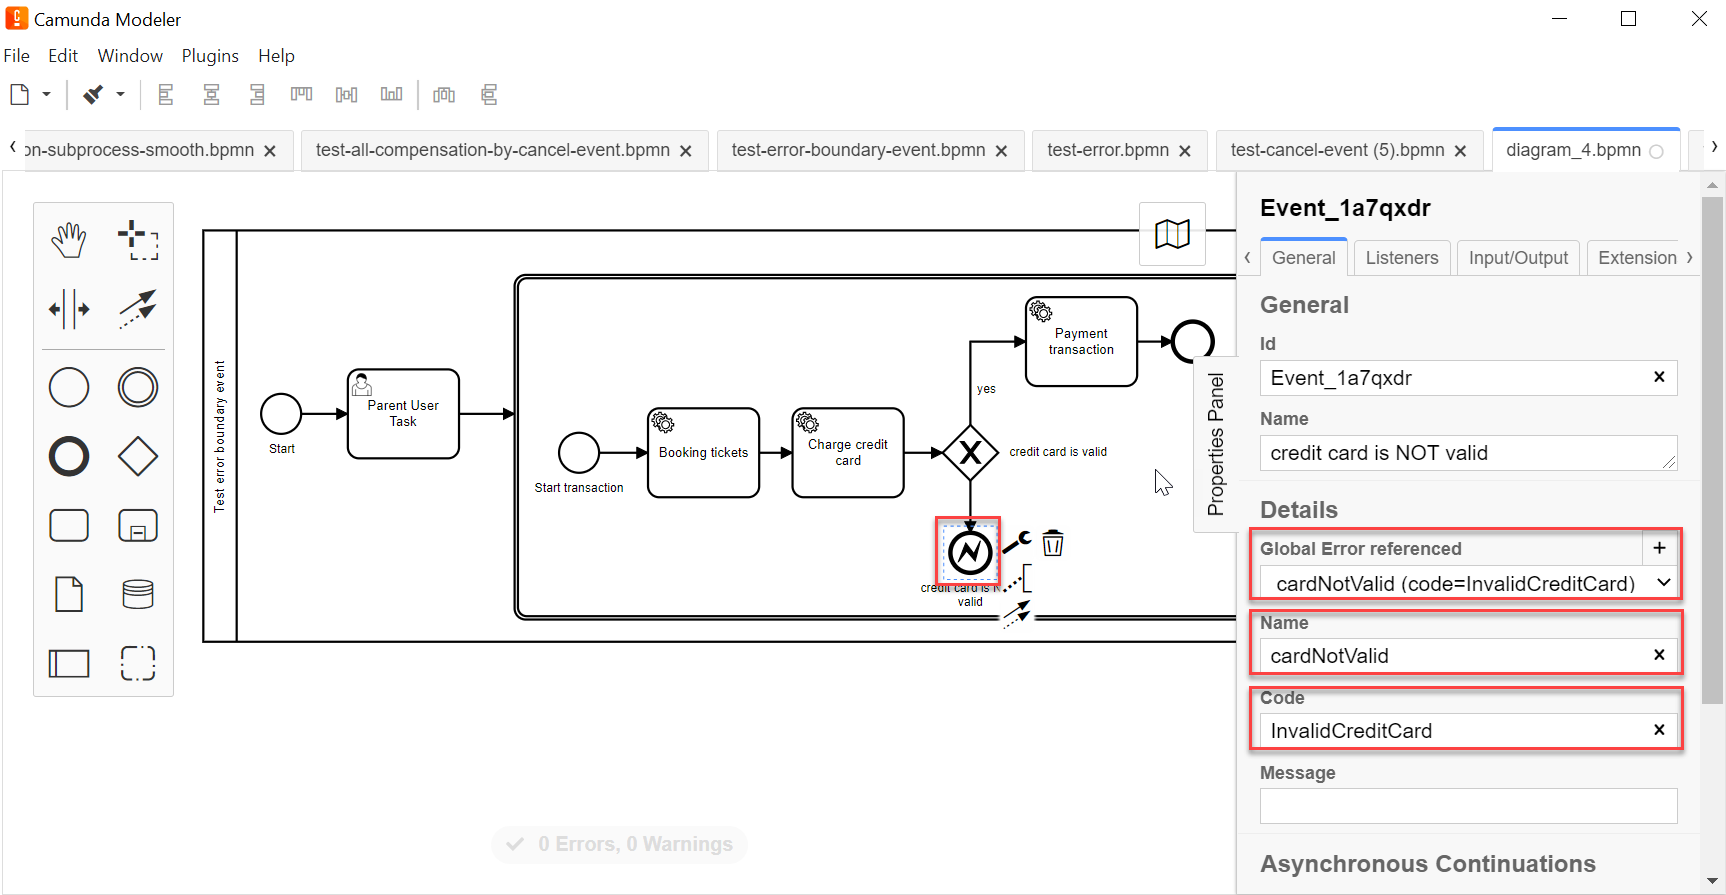 Camunda Modeler
File Edit Window Plugins Help
on-subprocess-smooth.bpmn
test-all-compensation-by-cancel-event.bpmn
test-error-boundary-event.bpmn
test-error.bpmn
test-cancel-event (5).bpmn
diagram_4.bpmn
Test error boundary event
Start
Parent User
Task
Start transaction
Booking tickets
Charge credit
card
yes
Payment
transaction
credit card is valid
credit card is N
valid
0 Errors, 0 Warnings
Properties Panel
Event_1a7qxdr
General Listeners Input/Output Extension
General
Id
Event_1a7qxdr
Name
credit card is NOT valid
Details
Global Error referenced
+
cardNotValid (code=InvalidCreditCard)
Name
cardNotValid
Code
InvalidCreditCard
Message
Asynchronous Continuations